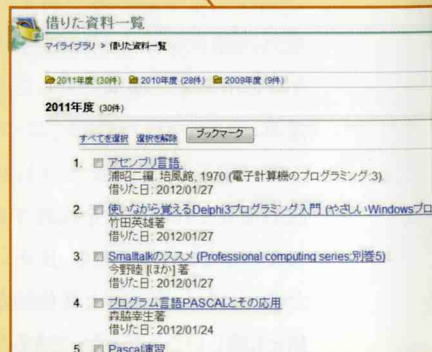 借りた資料一覧
マイライブラリ > 借りた資料一覧
2011年度 (30件) 2010年度 (28件) 2009年度 (9件)
2011年度 (30件)
すべてを選択 選択を解除 ブックマーク
1. アセンブリ言語.
浦昭二編. 培風館, 1970 (電子計算機のプログラミング:3).
借りた日: 2012/01/27
2. 使いながら覚えるDelphi3プログラミング入門 (やさしいWindowsプロ
竹田英雄著
借りた日: 2012/01/27
3. Smalltalkのススメ (Professional computing series:別巻5)
今野睦 [ほか] 著
借りた日: 2012/01/27
4. プログラム言語PASCALとその応用
森脇幸生著
借りた日: 2012/01/24
5. Pascal演習